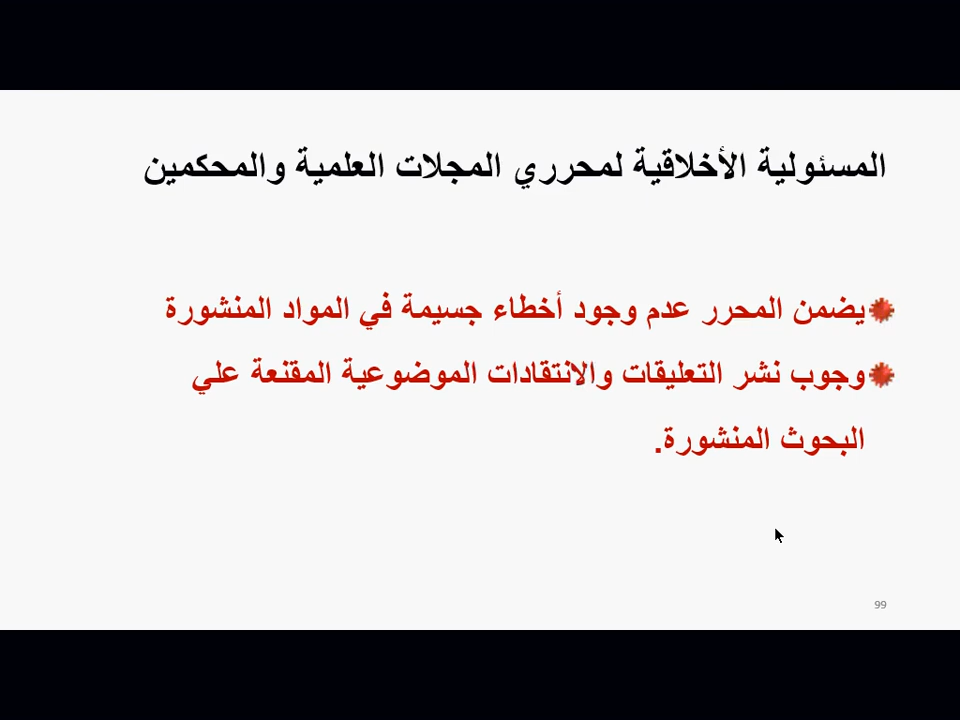 المسئولية الأخلاقية لمحرري المجلات العلمية والمحكمين
يضمن المحرر عدم وجود أخطاء جسيمة في المواد المنشورة
وجوب نشر التعليقات والانتقادات الموضوعية المقنعة علي
البحوث المنشورة.
99